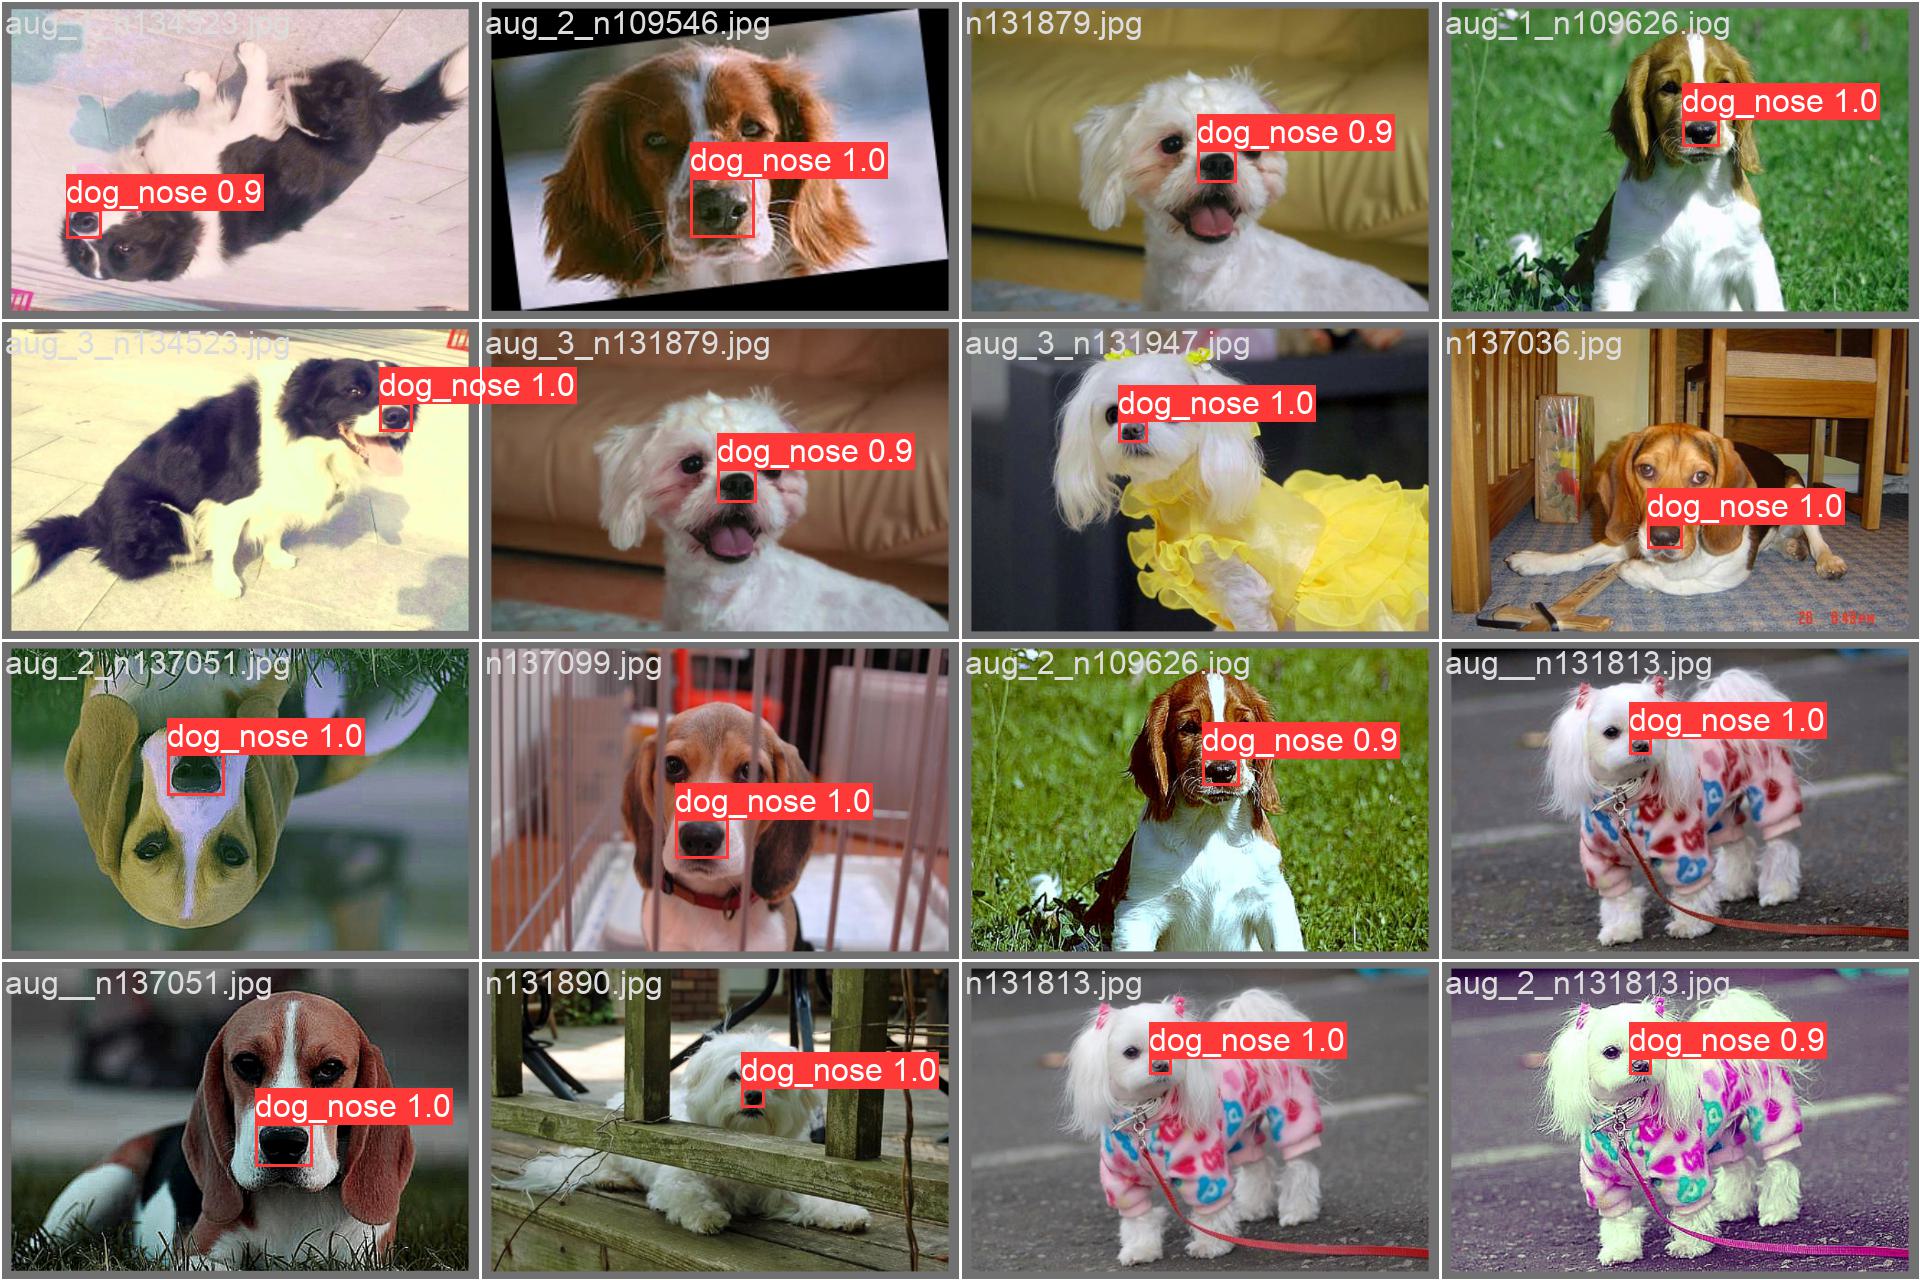 aug_1_n134523.jpg
dog_nose 0.9
aug_2_n109546.jpg
dog_nose 1.0
n131879.jpg
dog_nose 0.9
aug_1_n109626.jpg
dog_nose 1.0
aug_3_n134523.jpg
dog_nose 1.0
aug_3_n131879.jpg
dog_nose 0.9
aug_3_n131947.jpg
dog_nose 1.0
n137036.jpg
dog_nose 1.0
aug_2_n137051.jpg
dog_nose 1.0
n137099.jpg
dog_nose 1.0
aug_2_n109626.jpg
dog_nose 0.9
aug__n131813.jpg
dog_nose 1.0
aug__n137051.jpg
dog_nose 1.0
n131890.jpg
dog_nose 1.0
n131813.jpg
dog_nose 1.0
aug_2_n131813.jpg
dog_nose 0.9